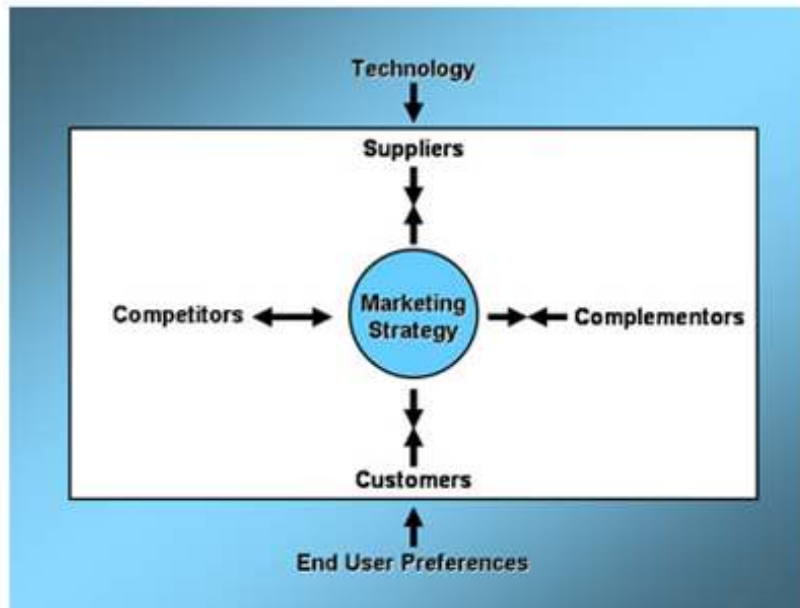 Technology
Suppliers
Competitors
Marketing
Strategy
Complementors
Customers
End User Preferences